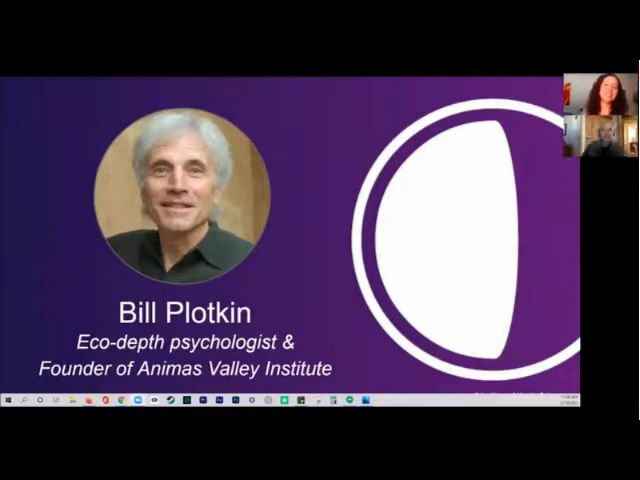 Bill Plotkin
Eco-depth psychologist &
Founder of Animas Valley Institute